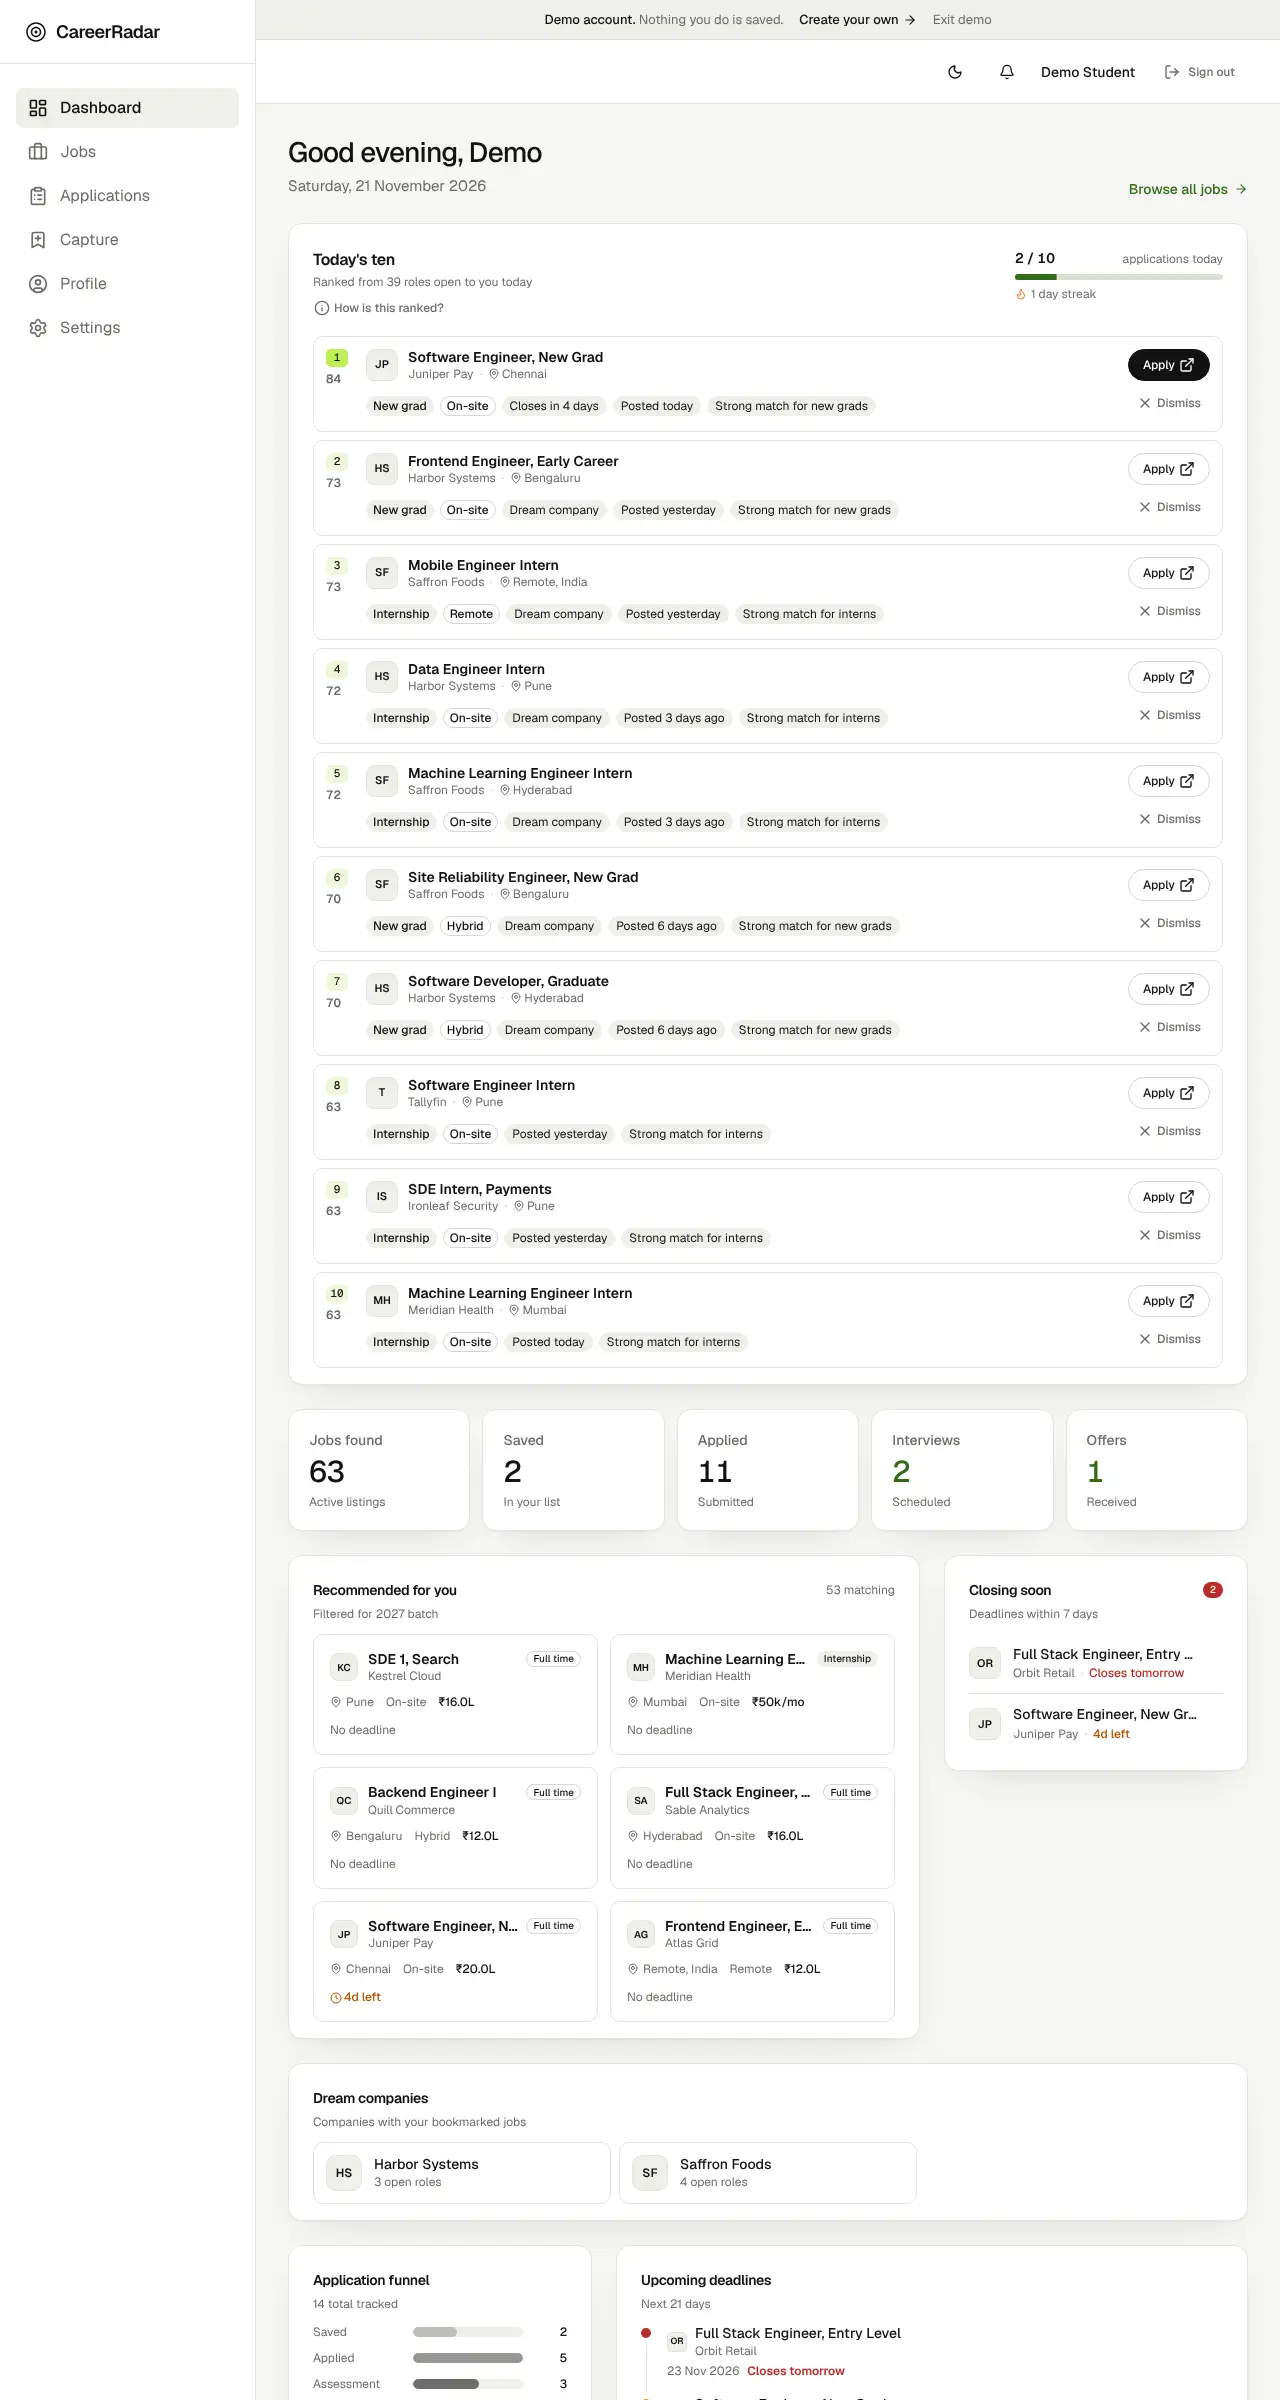 CareerRadar
Demo account. Nothing you do is saved. Create your own → Exit demo
Demo Student Sign out
Dashboard
Jobs
Applications
Capture
Profile
Settings
Good evening, Demo
Saturday, 21 November 2026
Browse all jobs →
Today's ten
Ranked from 39 roles open to you today
How is this ranked?
2 / 10 applications today
1 day streak
1
84
JP
Software Engineer, New Grad
Juniper Pay · Chennai
New grad On-site Closes in 4 days Posted today Strong match for new grads
Apply
Dismiss
2
73
HS
Frontend Engineer, Early Career
Harbor Systems · Bengaluru
New grad On-site Dream company Posted yesterday Strong match for new grads
Apply
Dismiss
3
73
SF
Mobile Engineer Intern
Saffron Foods · Remote, India
Internship Remote Dream company Posted yesterday Strong match for interns
Apply
Dismiss
4
72
HS
Data Engineer Intern
Harbor Systems · Pune
Internship On-site Dream company Posted 3 days ago Strong match for interns
Apply
Dismiss
5
72
SF
Machine Learning Engineer Intern
Saffron Foods · Hyderabad
Internship On-site Dream company Posted 3 days ago Strong match for interns
Apply
Dismiss
6
70
SF
Site Reliability Engineer, New Grad
Saffron Foods · Bengaluru
New grad Hybrid Dream company Posted 6 days ago Strong match for new grads
Apply
Dismiss
7
70
HS
Software Developer, Graduate
Harbor Systems · Hyderabad
New grad Hybrid Dream company Posted 6 days ago Strong match for new grads
Apply
Dismiss
8
63
T
Software Engineer Intern
Tallyfin · Pune
Internship On-site Posted yesterday Strong match for interns
Apply
Dismiss
9
63
IS
SDE Intern, Payments
Ironleaf Security · Pune
Internship On-site Posted yesterday Strong match for interns
Apply
Dismiss
10
63
MH
Machine Learning Engineer Intern
Meridian Health · Mumbai
Internship On-site Posted today Strong match for interns
Apply
Dismiss
Jobs found
63
Active listings
Saved
2
In your list
Applied
11
Submitted
Interviews
2
Scheduled
Offers
1
Received
Recommended for you 53 matching
Filtered for 2027 batch
KC
SDE 1, Search Full time
Kestrel Cloud
Pune On-site ₹16.0L
No deadline
MH
Machine Learning E... Internship
Meridian Health
Mumbai On-site ₹50k/mo
No deadline
QC
Backend Engineer I Full time
Quill Commerce
Bengaluru Hybrid ₹12.0L
No deadline
SA
Full Stack Engineer, ... Full time
Sable Analytics
Hyderabad On-site ₹16.0L
No deadline
JP
Software Engineer, N... Full time
Juniper Pay
Chennai On-site ₹20.0L
4d left
AG
Frontend Engineer, E... Full time
Atlas Grid
Remote, India Remote ₹12.0L
No deadline
Closing soon 2
Deadlines within 7 days
OR
Full Stack Engineer, Entry ...
Orbit Retail · Closes tomorrow
JP
Software Engineer, New Gr...
Juniper Pay · 4d left
Dream companies
Companies with your bookmarked jobs
HS
Harbor Systems
3 open roles
SF
Saffron Foods
4 open roles
Application funnel
14 total tracked
Saved 2
Applied 5
Assessment 3
Upcoming deadlines
Next 21 days
OR
Full Stack Engineer, Entry Level
Orbit Retail
23 Nov 2026 Closes tomorrow